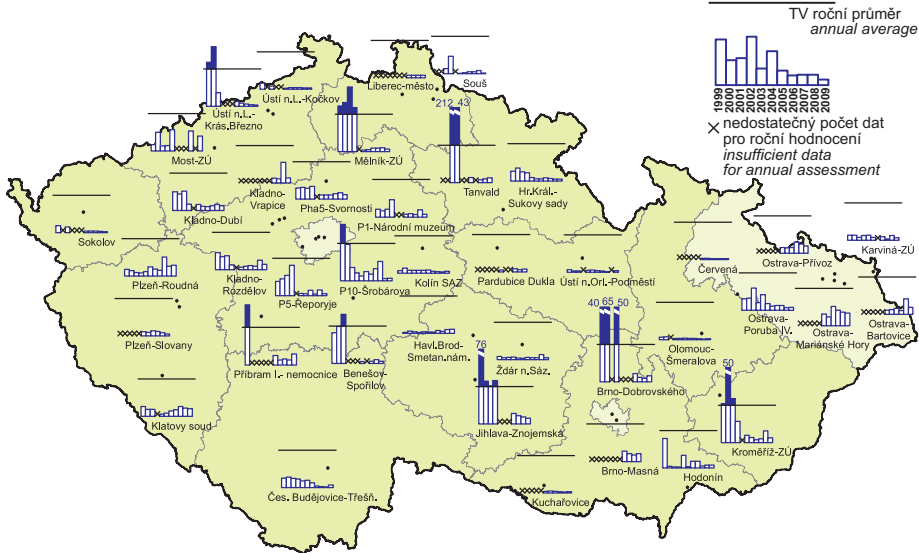 TV roční průměr
annual average
1999
2000
2001
2002
2003
2004
2005
2006
2007
2008
2009
× nedostatečný počet dat
pro roční hodnocení
insufficient data
for annual assessment
Ústí n.L.-
Krás.Březno
Ústí n.L.-Kočkov
Liberec-město
Souš
Most-ZÚ
Mělník-ZÚ
212 43
Tanvald
Hr.Král.-
Sukovy sady
Kladno-
Vrapice
Kladno-Dubí
Pha5-Svornosti
P1-Národní muzeum
Sokolov
Plzeň-Roudná
Kladno-
Rozdělov
P5-Řeporyje
P10-Šrobárova
Kolín SAZ
Pardubice Dukla
Ústí n.Orl.-Podměstí
Červená
Ostrava-Přívoz
Karviná-ZÚ
Ostrava-
Poruba IV.
Ostrava-
Mariánské Hory
Ostrava-
Bartovice
Plzeň-Slovany
Příbram I.- nemocnice
Benešov-
Spořilov
Havl.Brod-
Smetan.nám.
Žďár n.Sáz.
40 65 50
Brno-Dobrovského
Olomouc-
Šmeralova
76
Jihlava-Znojemská
50
Kroměříž-ZÚ
Klatovy soud
Čes. Budějovice-Třešň.
Brno-Masná
Hodonín
Kuchařovice